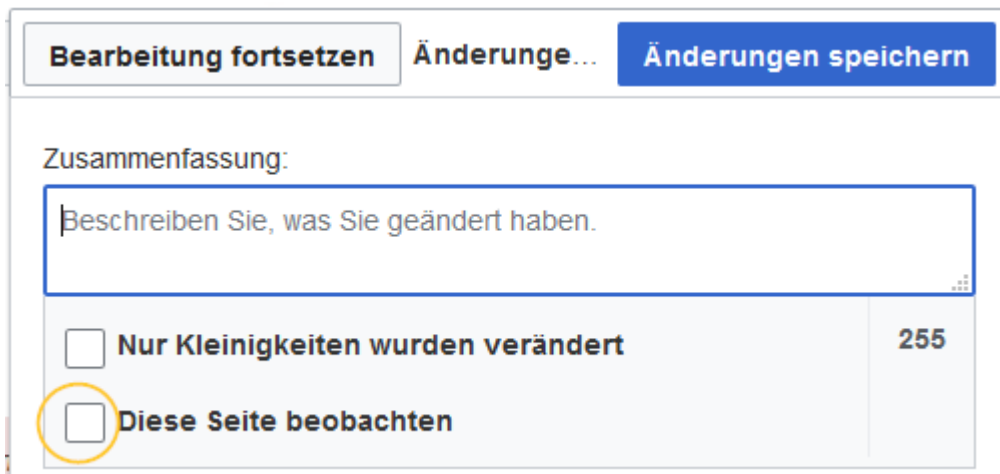 Bearbeitung fortsetzen Änderunge... Änderungen speichern
Zusammenfassung:
Beschreiben Sie, was Sie geändert haben.
Nur Kleinigkeiten wurden verändert 255
Diese Seite beobachten